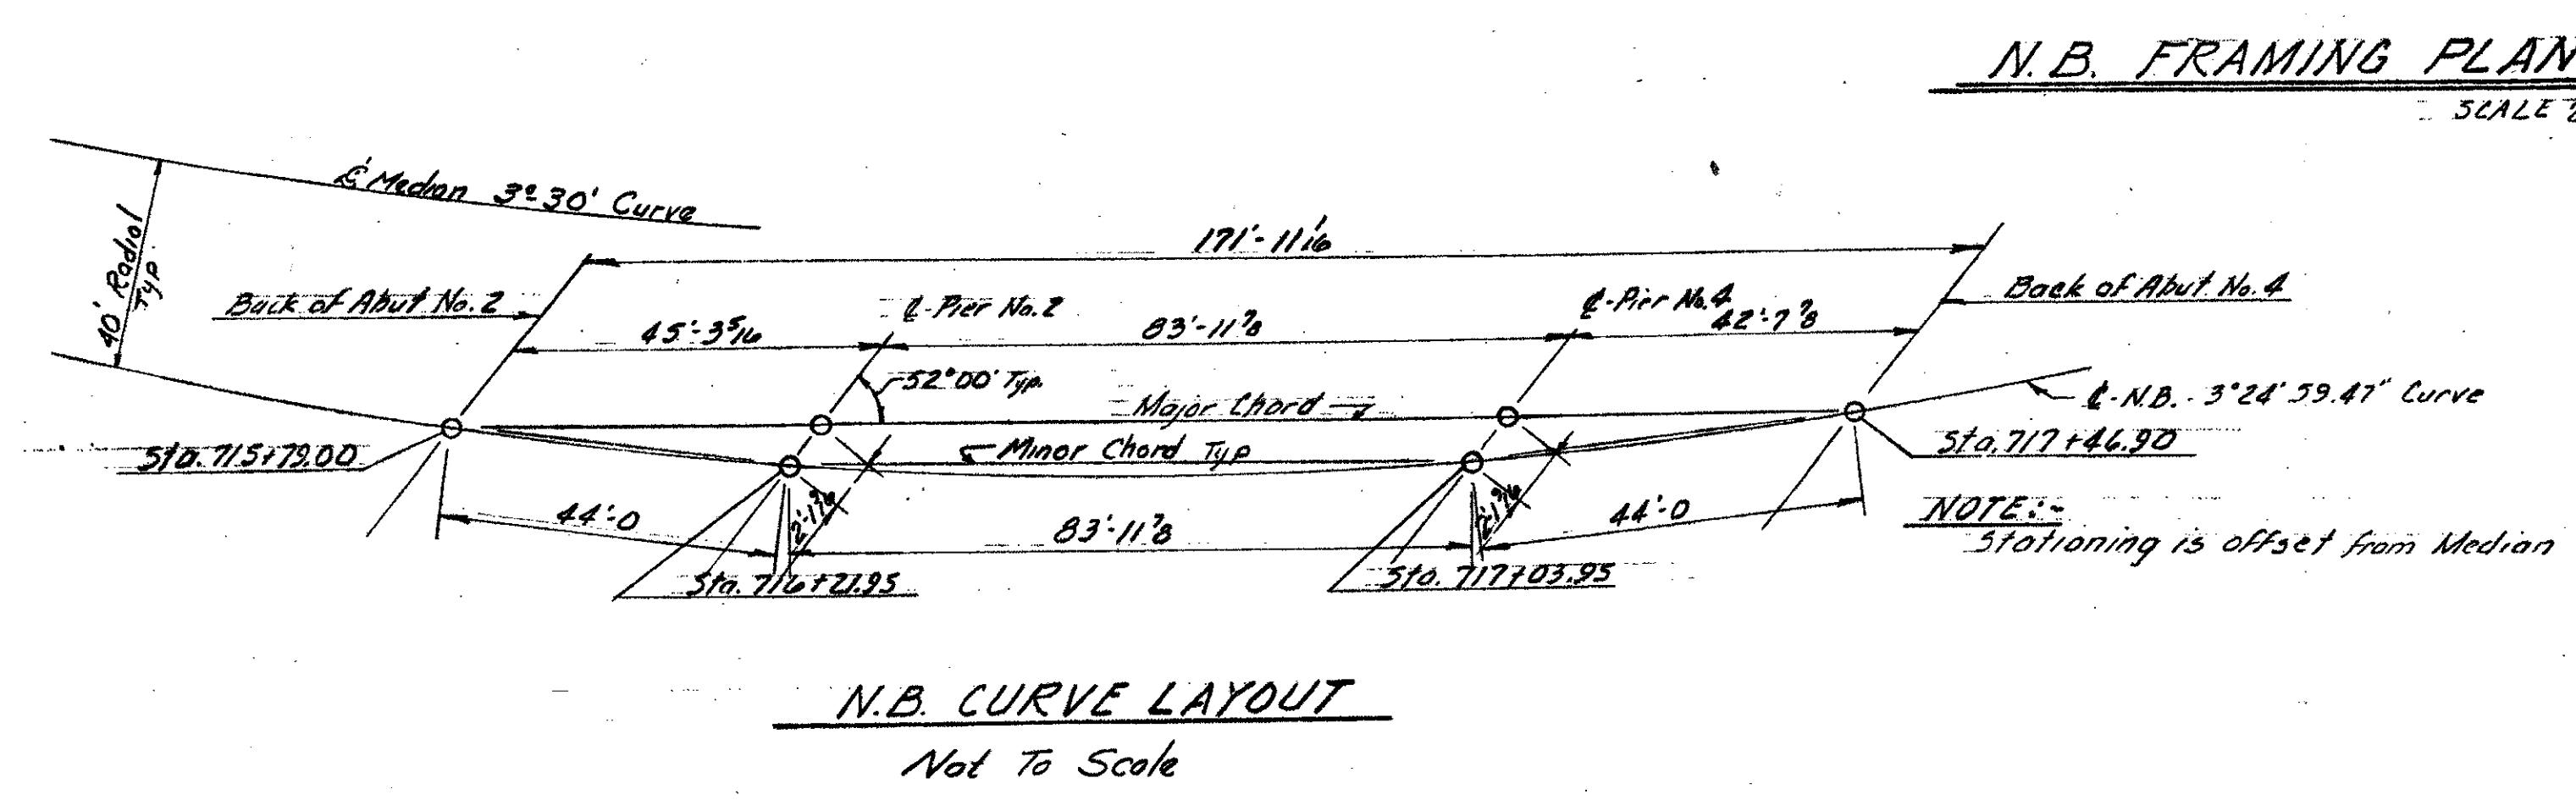 N.B. FRAMING PLAN
SCALE
℄ Median 3°-30' Curve
40' Radial
Typ
171'-11 1/16
Back of Abut No. 2
℄-Pier No. 2
℄-Pier No. 4
Back of Abut. No. 4
45'-3 5/16
83'-11 7/8
42'-7 7/8
52°00' Typ.
Major Chord
℄-N.B.- 3°24' 59.47" Curve
Minor Chord Typ
Sta. 715+79.00
Sta. 717+46.90
44'-0
83'-11 7/8
44'-0
NOTE:-
Stationing is offset from Median
Sta. 716+21.95
Sta. 717+03.95
N.B. CURVE LAYOUT
Not To Scale